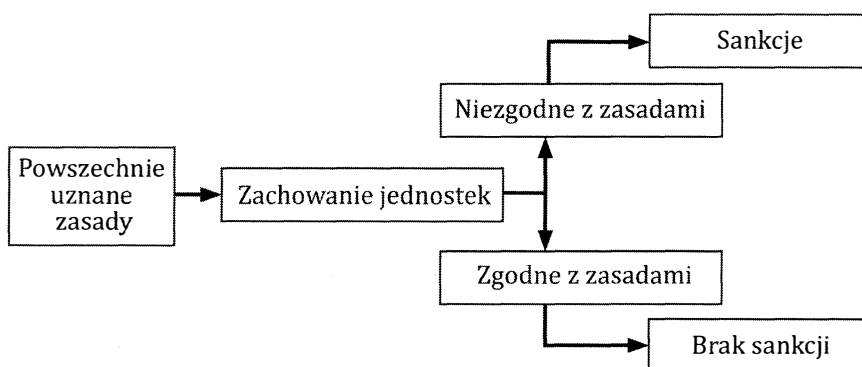 Powszechnie
uznane
zasady
Zachowanie jednostek
Niezgodne z zasadami
Sankcje
Zgodne z zasadami
Brak sankcji